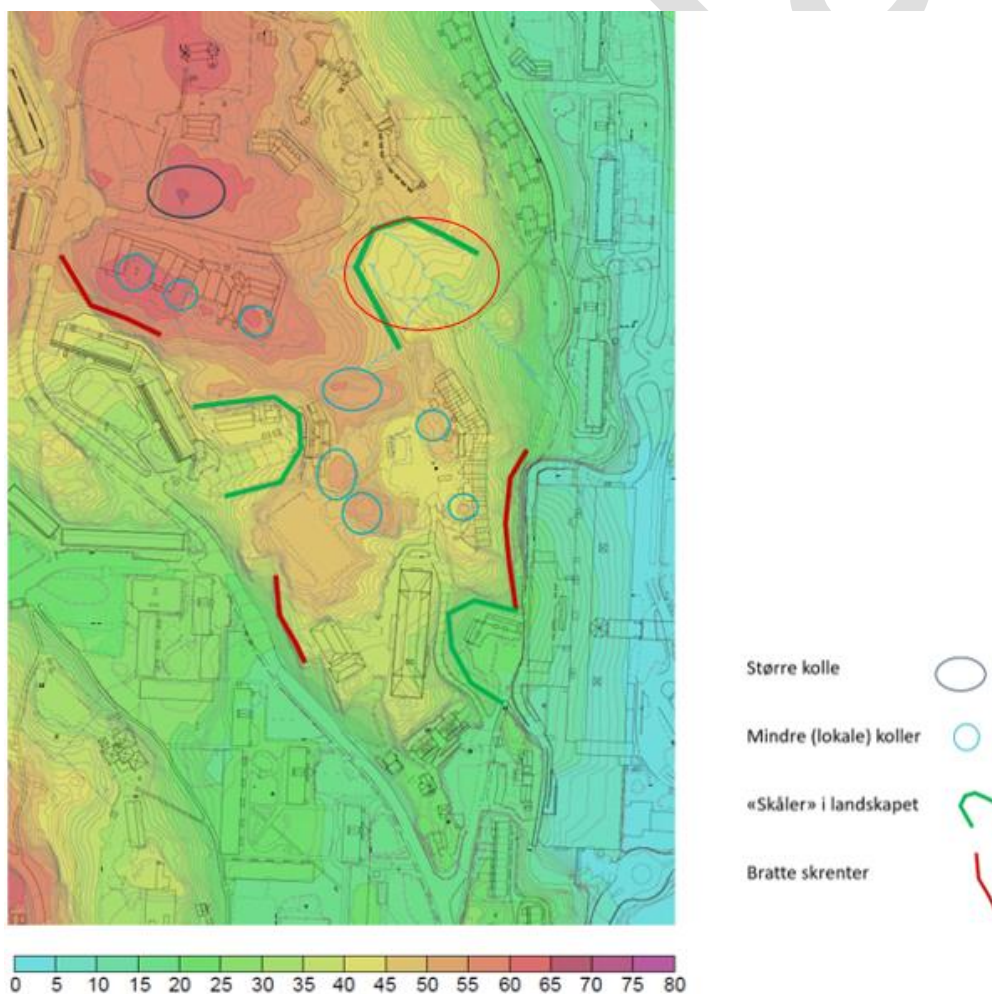 Større kolle
Mindre (lokale) koller
«Skåler» i landskapet
Bratte skrenter
0 5 10 15 20 25 30 35 40 45 50 55 60 65 70 75 80